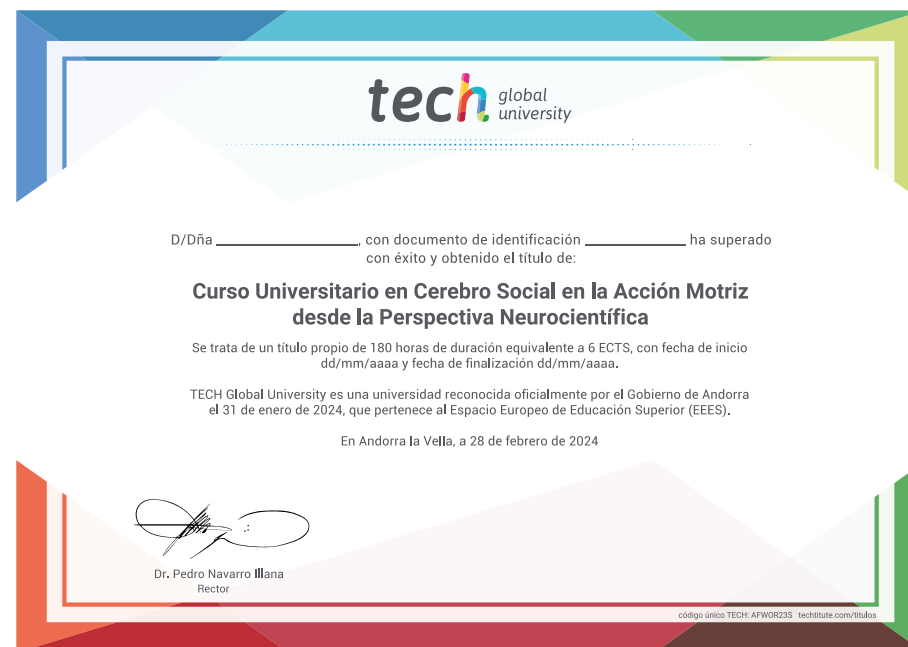 tech global
university
D/Dña ______________, con documento de identificación __________ ha superado
con éxito y obtenido el título de:
Curso Universitario en Cerebro Social en la Acción Motriz
desde la Perspectiva Neurocientífica
Se trata de un título propio de 180 horas de duración equivalente a 6 ECTS, con fecha de inicio
dd/mm/aaaa y fecha de finalización dd/mm/aaaa.
TECH Global University es una universidad reconocida oficialmente por el Gobierno de Andorra
el 31 de enero de 2024, que pertenece al Espacio Europeo de Educación Superior (EEES).
En Andorra la Vella, a 28 de febrero de 2024
Dr. Pedro Navarro Illana
Rector
código único TECH: AFWOR23S techtitute.com/titulos